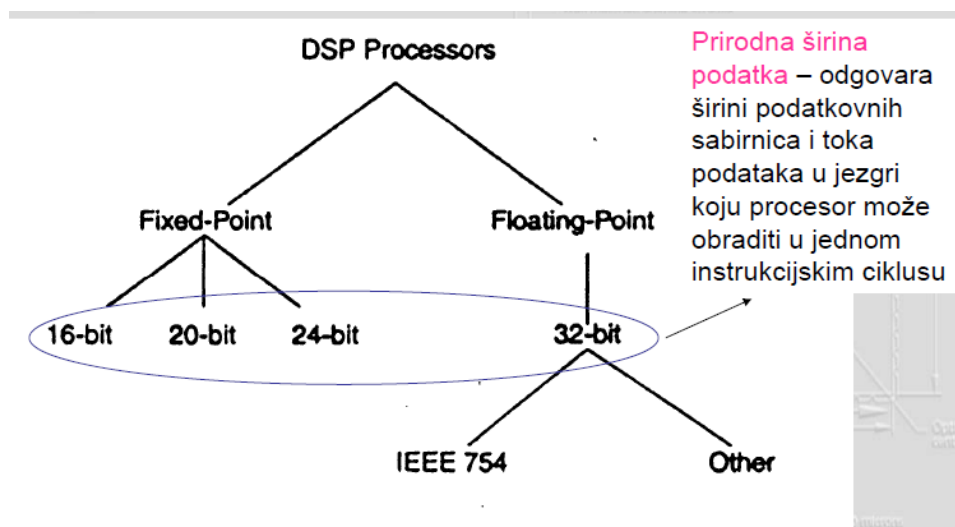 DSP Processors
Prirodna širina
podatka – odgovara
širini podatkovnih
sabirnica i toka
podataka u jezgri
koju procesor može
obraditi u jednom
instrukcijskim ciklusu
Fixed-Point
Floating-Point
16-bit
20-bit
24-bit
32-bit
IEEE 754
Other